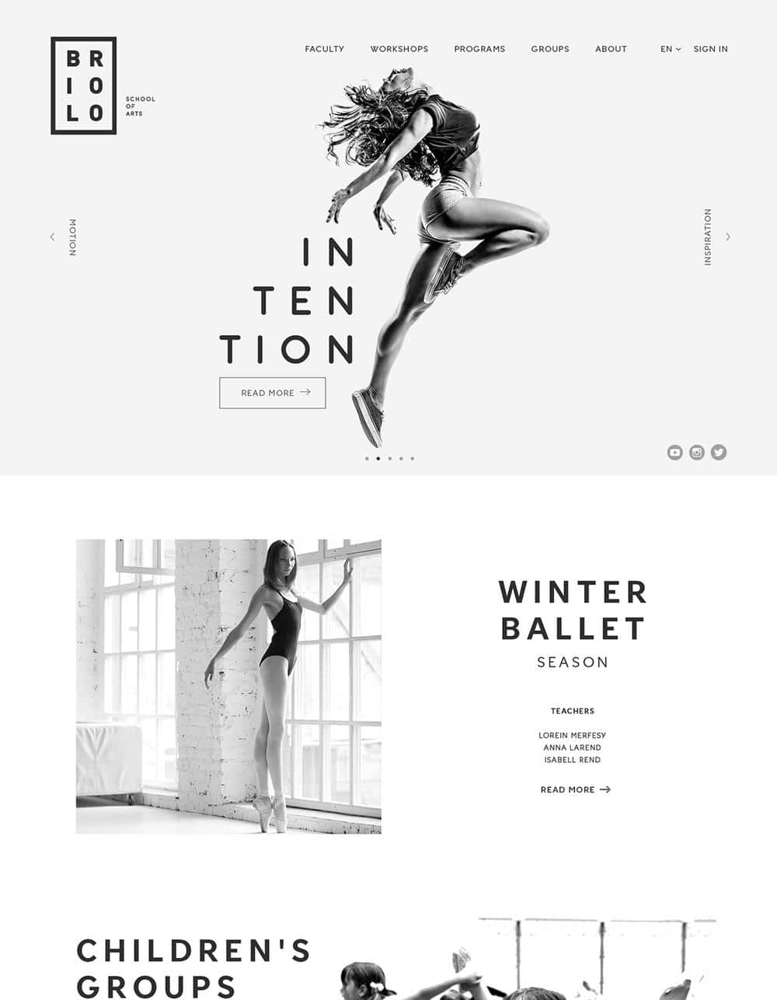 BR
IO
LO
SCHOOL
OF
ARTS
FACULTY WORKSHOPS PROGRAMS GROUPS ABOUT EN SIGN IN
MOTION
INSPIRATION
IN
TEN
TION
READ MORE
WINTER
BALLET
SEASON
TEACHERS
LOREIN MERFESY
ANNA LAREND
ISABELL REND
READ MORE
CHILDREN'S
GROUPS